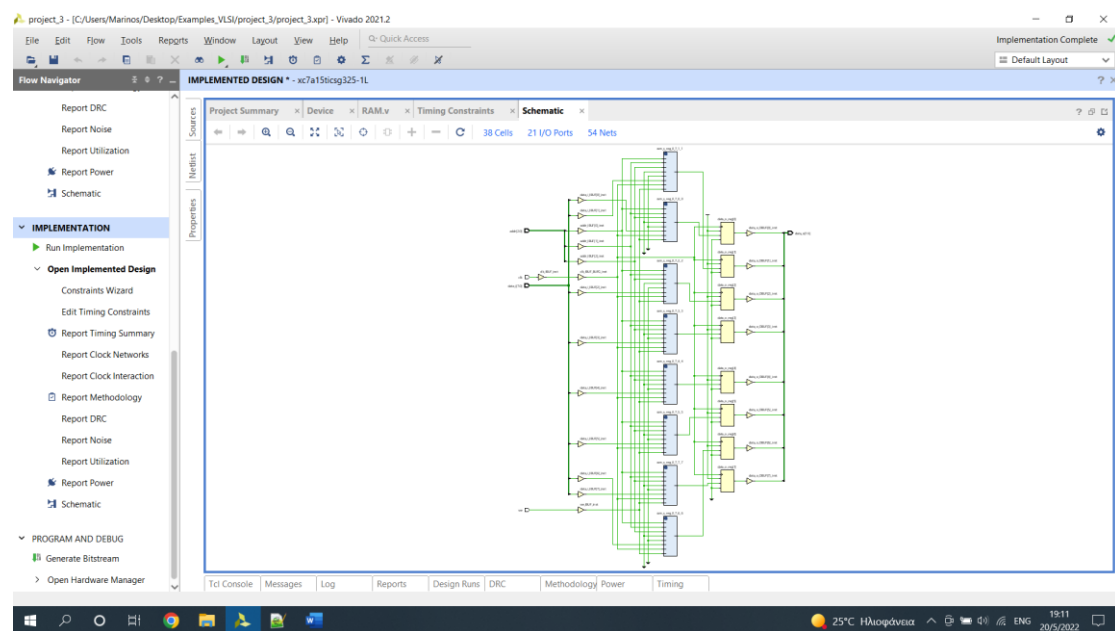 project_3 - [C:/Users/Marinos/Desktop/Examples_VLSI/project_3/project_3.xpr] - Vivado 2021.2
File Edit Flow Tools Reports Window Layout View Help Q- Quick Access
Implementation Complete
Default Layout
Flow Navigator
IMPLEMENTED DESIGN * - xc7a15ticsg325-1L
Report DRC
Report Noise
Report Utilization
Report Power
Schematic
IMPLEMENTATION
Run Implementation
Open Implemented Design
Constraints Wizard
Edit Timing Constraints
Report Timing Summary
Report Clock Networks
Report Clock Interaction
Report Methodology
Report DRC
Report Noise
Report Utilization
Report Power
Schematic
PROGRAM AND DEBUG
Generate Bitstream
Open Hardware Manager
Sources
Netlist
Properties
Project Summary Device RAM.v Timing Constraints Schematic
38 Cells 21 I/O Ports 54 Nets
Tcl Console Messages Log Reports Design Runs DRC Methodology Power Timing
25°C Ηλιοφάνεια ENG
19:11
20/5/2022